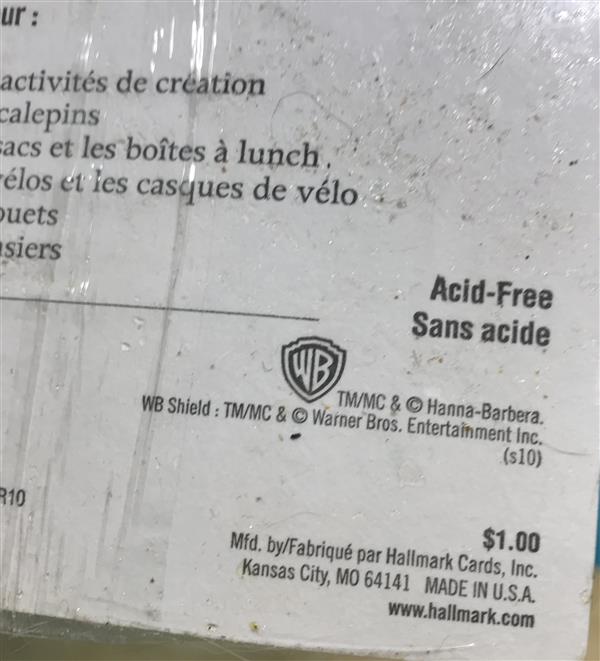 ur :
activités de création
calepins
sacs et les boîtes à lunch
vélos et les casques de vélo
ouets
siers
Acid-Free
Sans acide
WB
TM/MC & © Hanna-Barbera.
WB Shield : TM/MC & © Warner Bros. Entertainment Inc.
(s10)
R10
$1.00
Mfd. by/Fabriqué par Hallmark Cards, Inc.
Kansas City, MO 64141 MADE IN U.S.A.
www.hallmark.com